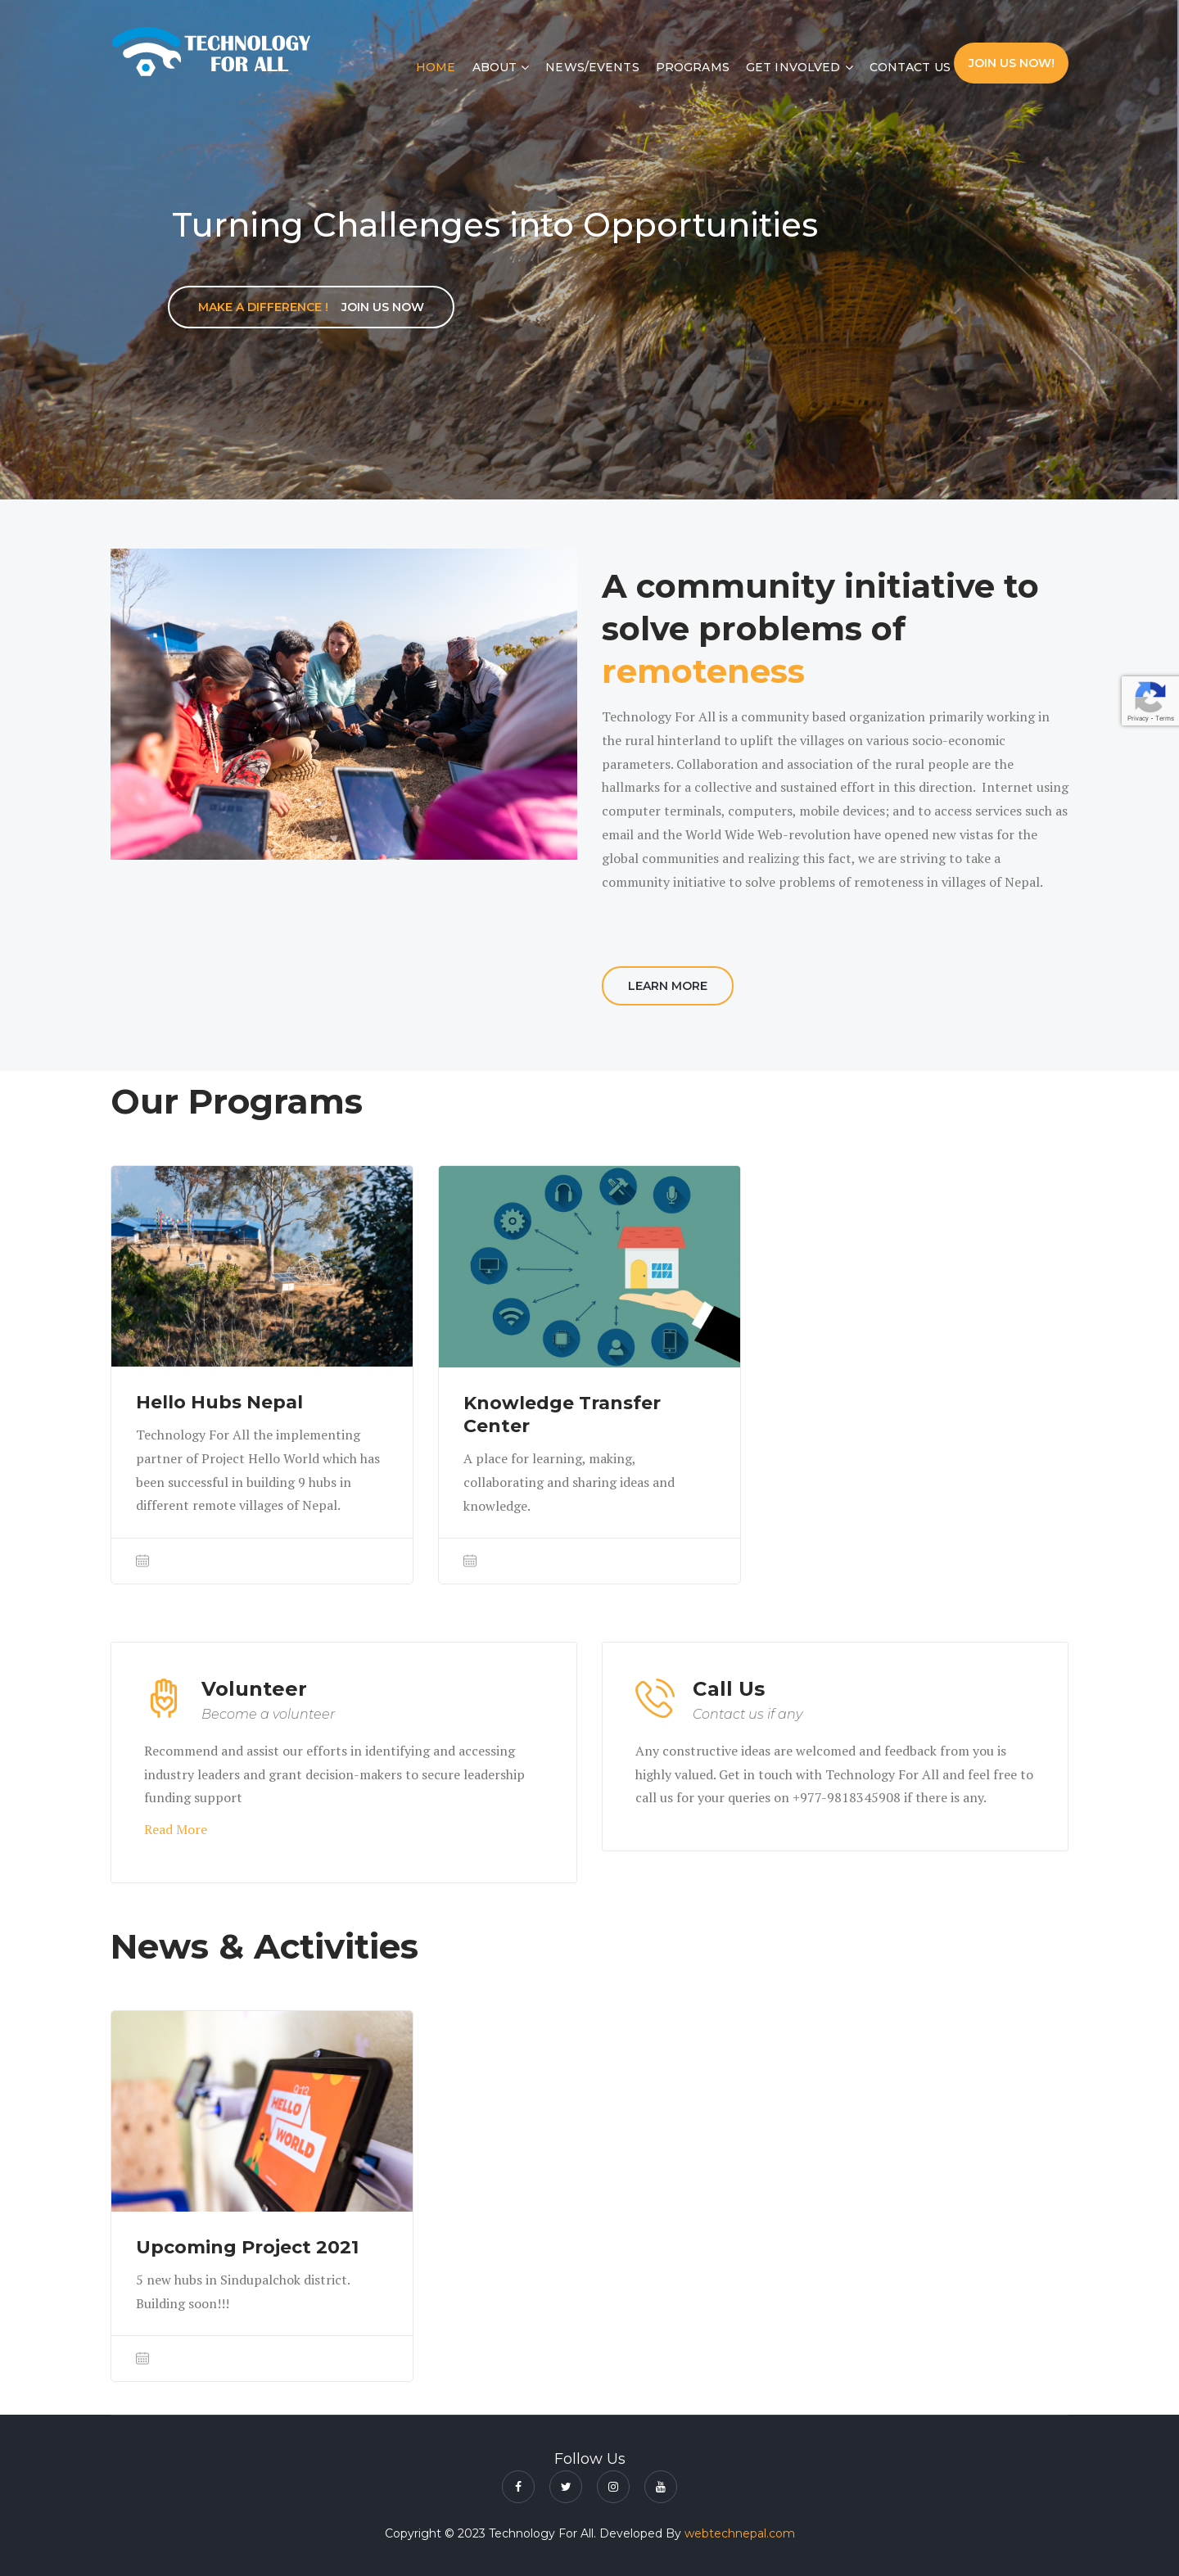 TECHNOLOGY
FOR ALL
HOME ABOUT NEWS/EVENTS PROGRAMS GET INVOLVED CONTACT US JOIN US NOW!
Turning Challenges into Opportunities
MAKE A DIFFERENCE ! JOIN US NOW
A community initiative to
solve problems of
remoteness
Technology For All is a community based organization primarily working in
the rural hinterland to uplift the villages on various socio-economic
parameters. Collaboration and association of the rural people are the
hallmarks for a collective and sustained effort in this direction.  Internet using
computer terminals, computers, mobile devices; and to access services such as
email and the World Wide Web-revolution have opened new vistas for the
global communities and realizing this fact, we are striving to take a
community initiative to solve problems of remoteness in villages of Nepal.
Privacy - Terms
LEARN MORE
Our Programs
Hello Hubs Nepal
Technology For All the implementing
partner of Project Hello World which has
been successful in building 9 hubs in
different remote villages of Nepal.
Knowledge Transfer
Center
A place for learning, making,
collaborating and sharing ideas and
knowledge.
Volunteer
Become a volunteer
Recommend and assist our efforts in identifying and accessing
industry leaders and grant decision-makers to secure leadership
funding support
Read More
Call Us
Contact us if any
Any constructive ideas are welcomed and feedback from you is
highly valued. Get in touch with Technology For All and feel free to
call us for your queries on +977-9818345908 if there is any.
News & Activities
HELLO
WORLD
Upcoming Project 2021
5 new hubs in Sindupalchok district.
Building soon!!!
Follow Us
Copyright © 2023 Technology For All. Developed By webtechnepal.com